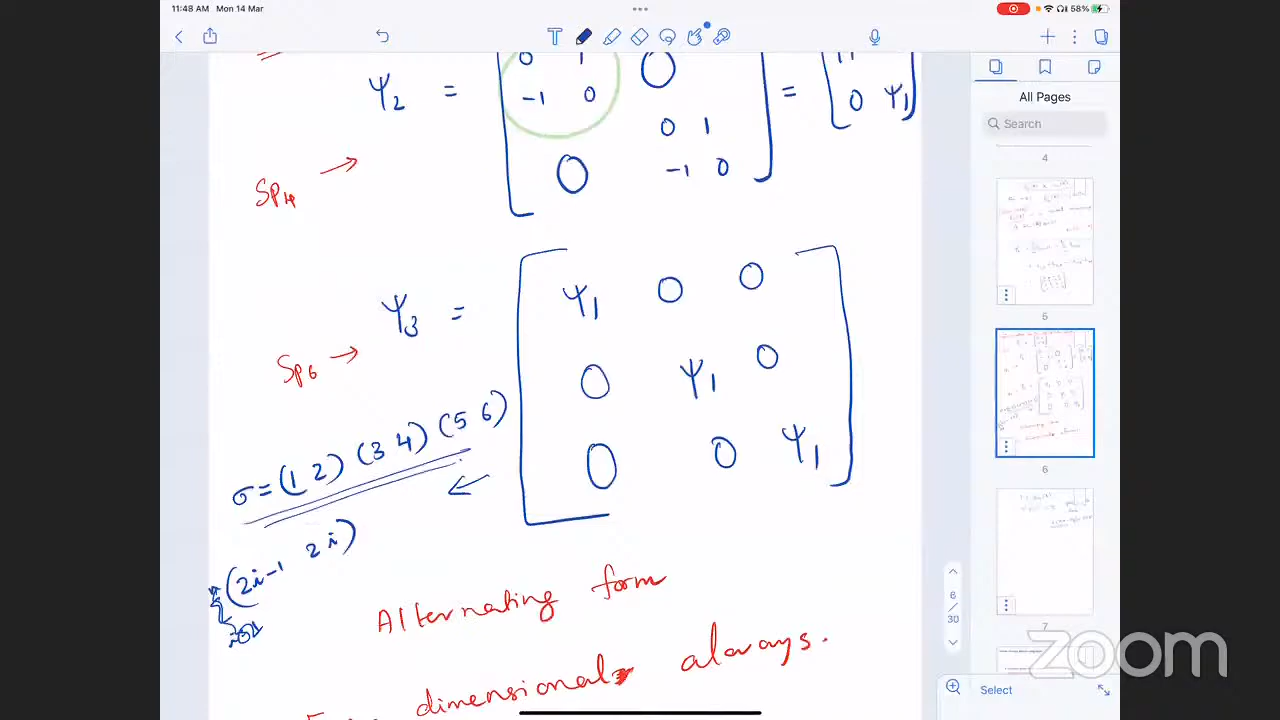 11:48 AM Mon 14 Mar
58%
0 1
Ψ₂ = -1 0 0 = 0 Ψ₁
0 1
0 -1 0
Sp₄ →
Ψ₁ 0 0
Ψ₃ = 0 Ψ₁ 0
0 0 Ψ₁
Sp₆ →
σ = (1 2) (3 4) (5 6) ←
(2i-1 2i)
Alternating form
dimensional always.
All Pages
Search
4
5
6
7
6
/
30
Select
zoom